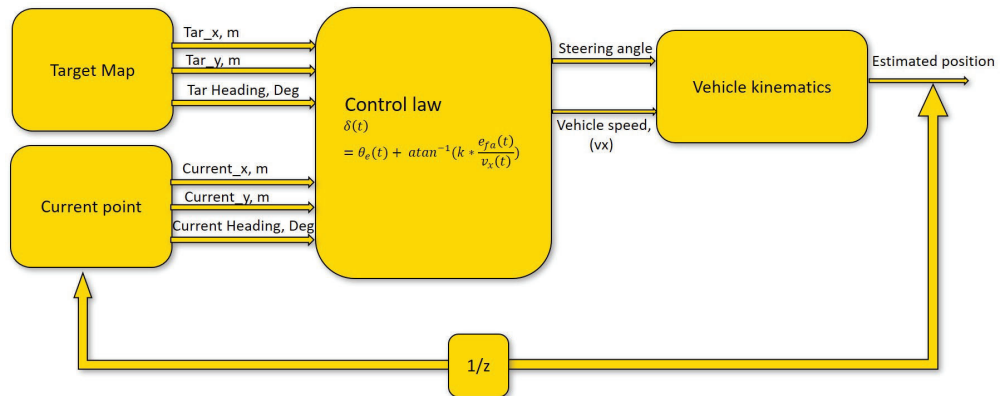 Target Map
Tar_x, m
Tar_y, m
Tar Heading, Deg
Current point
Current_x, m
Current_y, m
Current Heading, Deg
Control law
δ(t)
= θₑ(t) + atan⁻¹(k * e_fa(t)/vₓ(t))
Steering angle
Vehicle speed,
(vx)
Vehicle kinematics
Estimated position
1/z